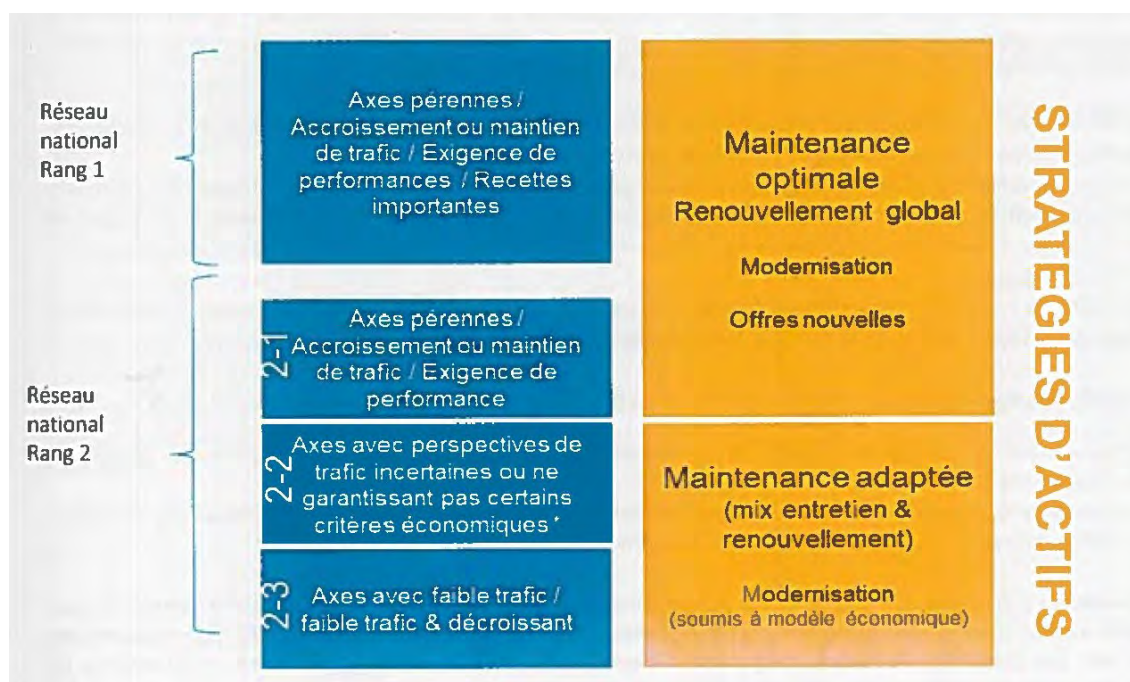 Réseau
national
Rang 1
Axes pérennes /
Accroissement ou maintien
de trafic / Exigence de
performances / Recettes
importantes
Maintenance
optimale
Renouvellement global
Modernisation
Offres nouvelles
Réseau
national
Rang 2
2-1
Axes pérennes /
Accroissement ou maintien
de trafic / Exigence de
performance
2-2
Axes avec perspectives de
trafic incertaines ou ne
garantissant pas certains
critères économiques *
2-3
Axes avec faible trafic /
faible trafic & décroissant
Maintenance adaptée
(mix entretien &
renouvellement)
Modernisation
(soumis à modèle économique)
STRATEGIES D'ACTIFS